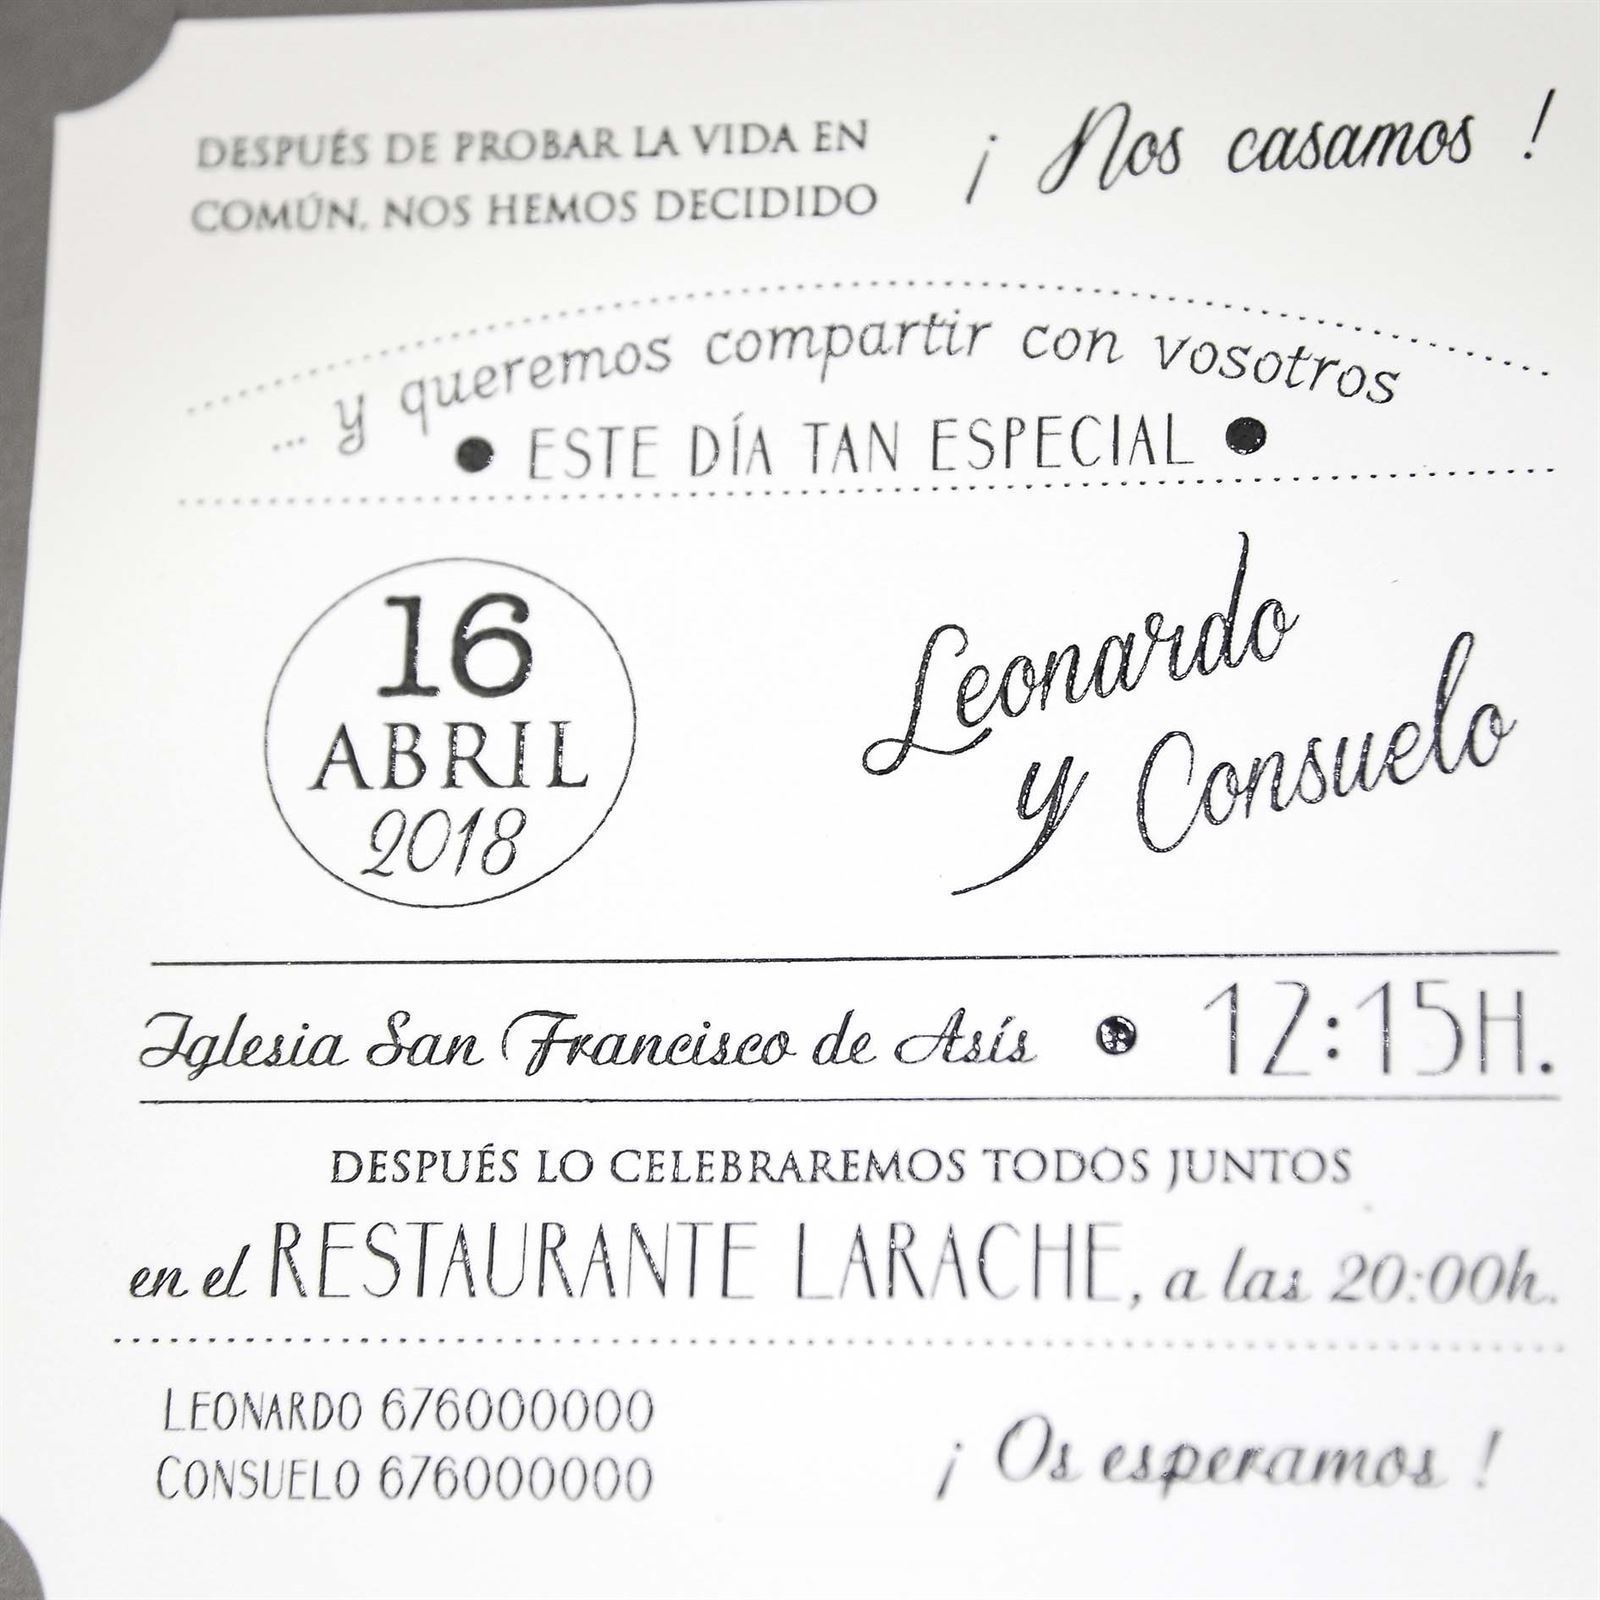 DESPUÉS DE PROBAR LA VIDA EN
COMÚN, NOS HEMOS DECIDIDO
¡ Nos casamos !
... y queremos compartir con vosotros
• ESTE DÍA TAN ESPECIAL •
16
ABRIL
2018
Leonardo
y Consuelo
Iglesia San Francisco de Asís • 12:15H.
DESPUÉS LO CELEBRAREMOS TODOS JUNTOS
en el RESTAURANTE LARACHE, a las 20:00h.
LEONARDO 676000000
CONSUELO 676000000
¡ Os esperamos !